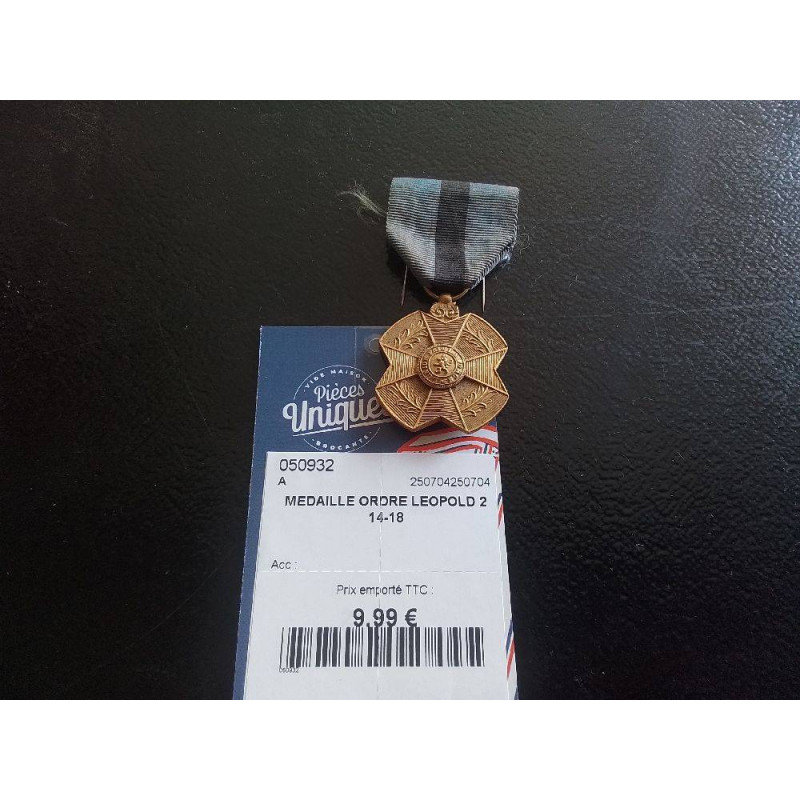 VIDE MAISON
Pièces
Unique
BROCANTE
050932
A
250704250704
MEDAILLE ORDRE LEOPOLD 2
14-18
Acc :
Prix emporté TTC :
9,99 €
050932